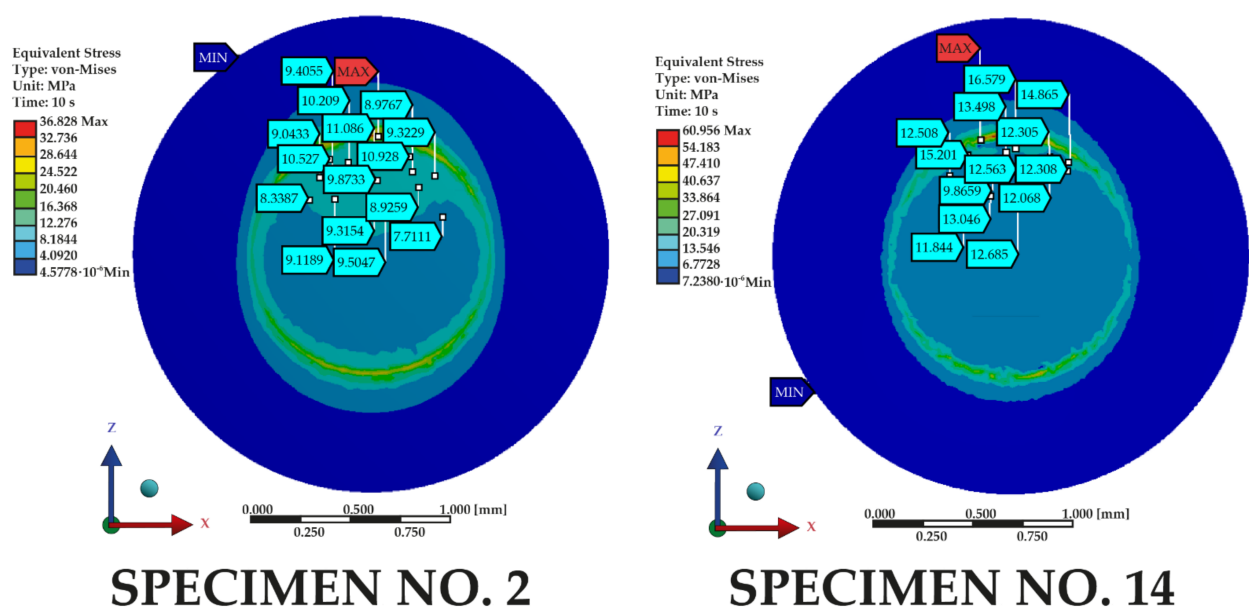 Equivalent Stress
Type: von-Mises
Unit: MPa
Time: 10 s
36.828 Max
32.736
28.644
24.522
20.460
16.368
12.276
8.1844
4.0920
4.5778·10⁻⁶Min
MIN
9.4055
MAX
10.209
8.9767
9.0433
11.086
9.3229
10.527
10.928
9.8733
8.3387
8.9259
9.3154
7.7111
9.1189
9.5047
Z
X
0.000
0.500
1.000 [mm]
0.250
0.750
SPECIMEN NO. 2
Equivalent Stress
Type: von-Mises
Unit: MPa
Time: 10 s
60.956 Max
54.183
47.410
40.637
33.864
27.091
20.319
13.546
6.7728
7.2380·10⁻⁶Min
MAX
16.579
14.865
13.498
12.508
12.305
15.201
12.563
12.308
9.8659
12.068
13.046
11.844
12.685
MIN
Z
X
0.000
0.500
1.000 [mm]
0.250
0.750
SPECIMEN NO. 14